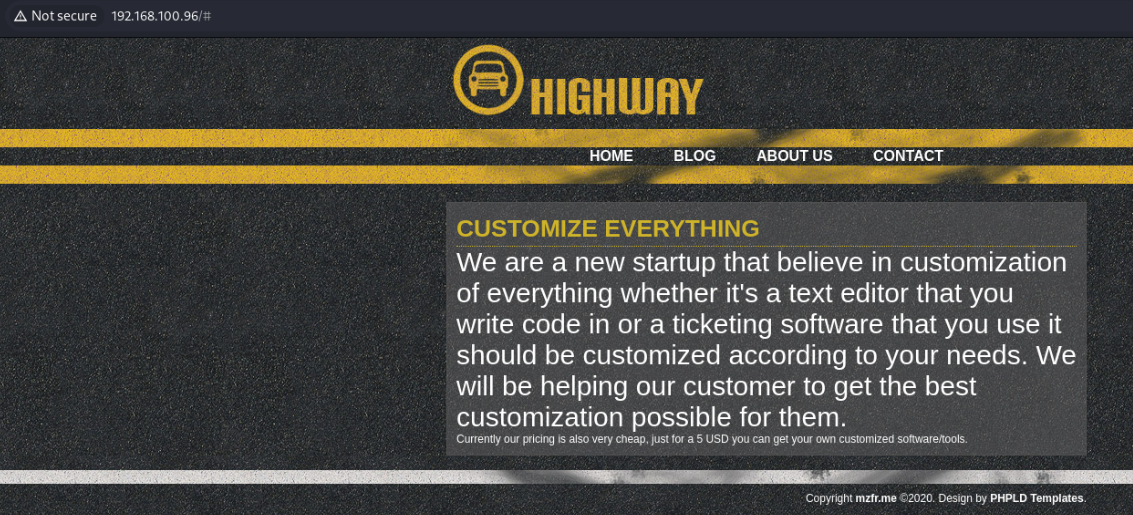 Not secure 192.168.100.96/#
HIGHWAY
HOME BLOG ABOUT US CONTACT
CUSTOMIZE EVERYTHING
We are a new startup that believe in customization
of everything whether it's a text editor that you
write code in or a ticketing software that you use it
should be customized according to your needs. We
will be helping our customer to get the best
customization possible for them.
Currently our pricing is also very cheap, just for a 5 USD you can get your own customized software/tools.
Copyright mzfr.me ©2020. Design by PHPLD Templates.